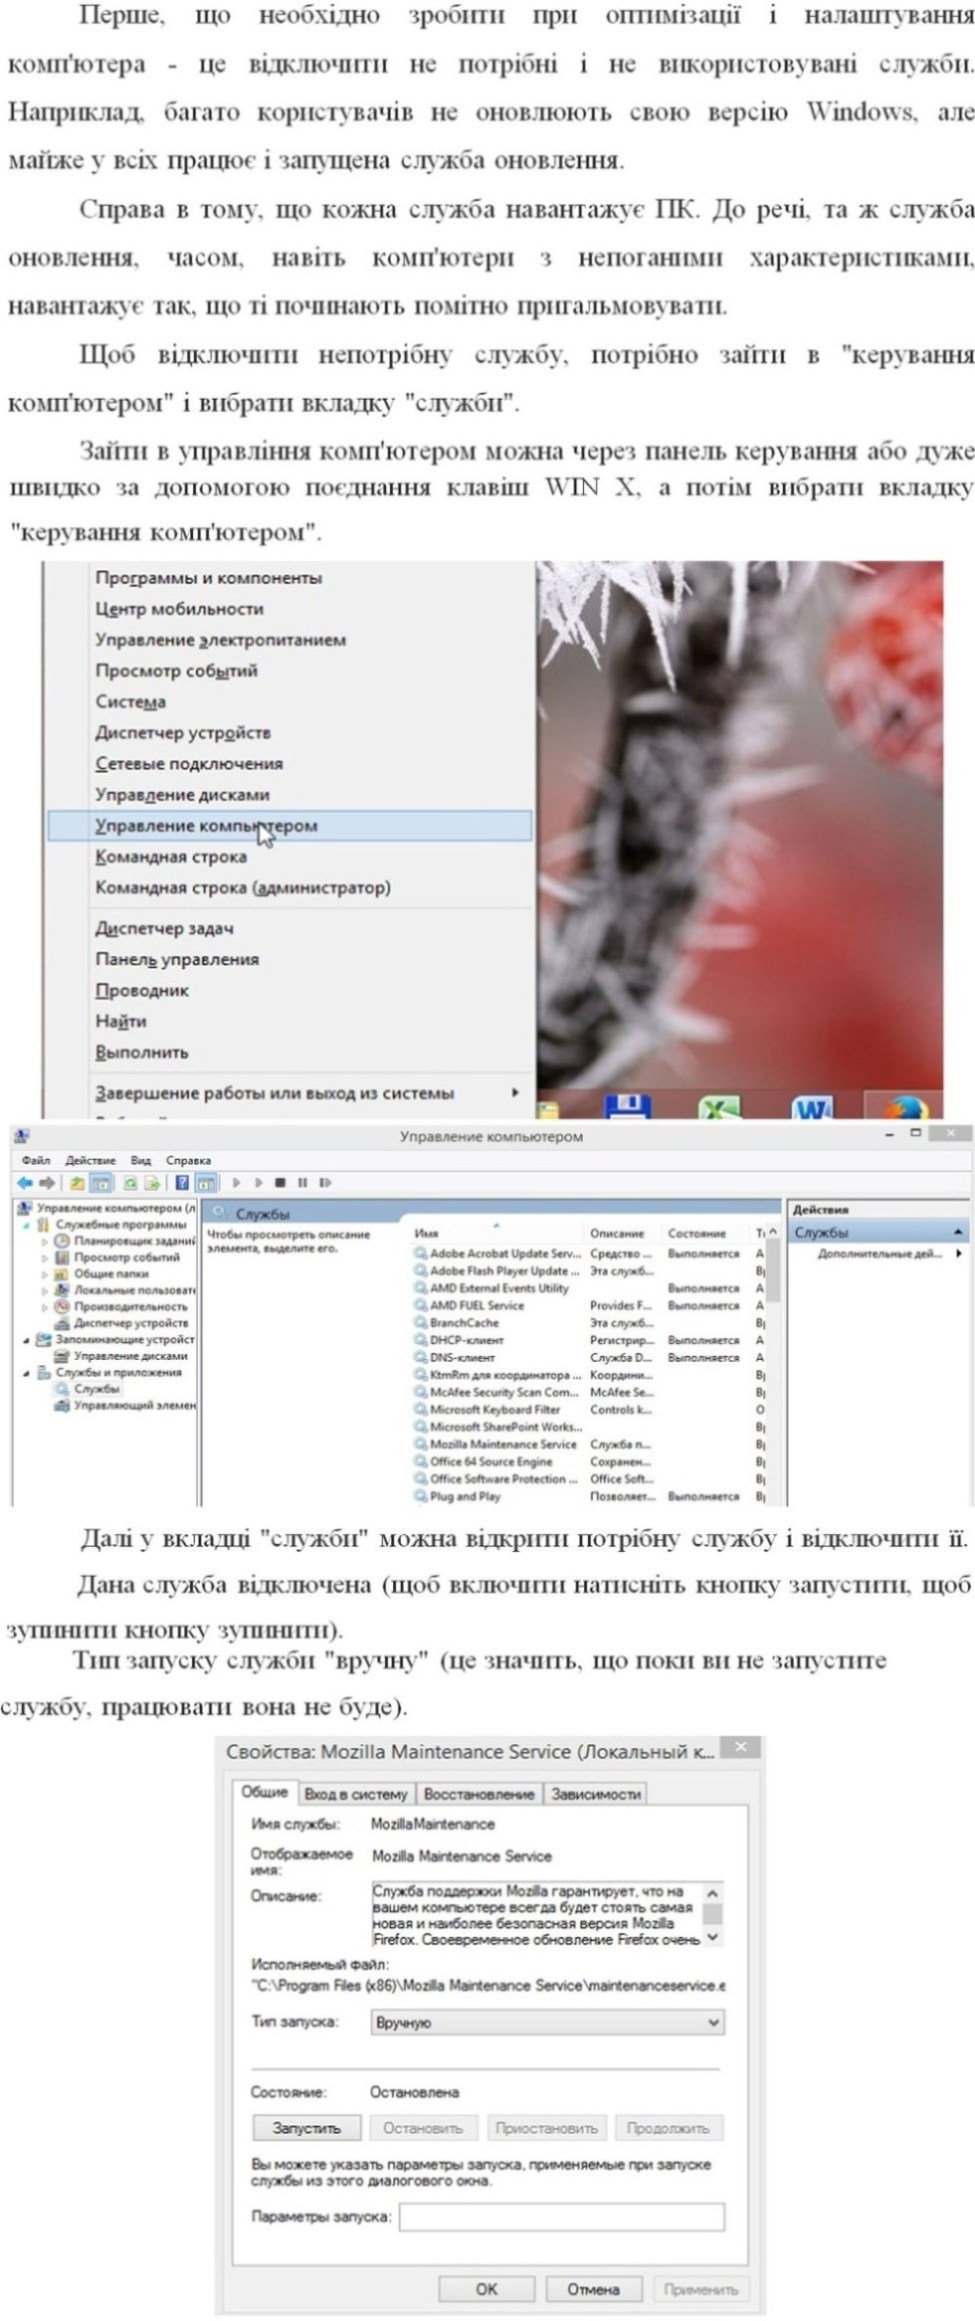 Перше, що необхідно зробити при оптимізації і налаштування
комп'ютера - це відключити не потрібні і не використовувані служби.
Наприклад, багато користувачів не оновлюють свою версію Windows, але
майже у всіх працює і запущена служба оновлення.
Справа в тому, що кожна служба навантажує ПК. До речі, та ж служба
оновлення, часом, навіть комп'ютери з непоганими характеристиками,
навантажує так, що ті починають помітно пригальмовувати.
Щоб відключити непотрібну службу, потрібно зайти в "керування
комп'ютером" і вибрати вкладку "служби".
Зайти в управління комп'ютером можна через панель керування або дуже
швидко за допомогою поєднання клавіш WIN X, а потім вибрати вкладку
"керування комп'ютером".
Программы и компоненты
Центр мобильности
Управление электропитанием
Просмотр событий
Система
Диспетчер устройств
Сетевые подключения
Управление дисками
Управление компьютером
Командная строка
Командная строка (администратор)
Диспетчер задач
Панель управления
Проводник
Найти
Выполнить
Завершение работы или выход из системы
Управление компьютером
Файл Действие Вид Справка
Управление компьютером (л
Служебные программы
Планировщик заданий
Просмотр событий
Общие папки
Локальные пользоват
Производительность
Диспетчер устройств
Запоминающие устройст
Управление дисками
Службы и приложения
Службы
Управляющий элемен
Службы
Чтобы просмотреть описание
элемента, выделите его.
Имя Описание Состояние Ти
Adobe Acrobat Update Serv... Средство ... Выполняется А
Adobe Flash Player Update ... Эта служб... Ву
AMD External Events Utility Выполняется А
AMD FUEL Service Provides F... Выполняется А
BranchCache Эта служб... Ву
DHCP-клиент Регистрир... Выполняется А
DNS-клиент Служба D... Выполняется А
KtmRm для координатора ... Координи... Ву
McAfee Security Scan Com... McAfee Se... Ву
Microsoft Keyboard Filter Controls k... О
Microsoft SharePoint Works... Ву
Mozilla Maintenance Service Служба п... Ву
Office 64 Source Engine Сохранен... Ву
Office Software Protection ... Office Soft... Ву
Plug and Play Позволяет... Выполняется Ву
Действия
Службы
Дополнительные дей...
Далі у вкладці "служби" можна відкрити потрібну службу і відключити її.
Дана служба відключена (щоб включити натисніть кнопку запустити, щоб
зупинити кнопку зупинити).
Тип запуску служби "вручну" (це значить, що поки ви не запустите
службу, працювати вона не буде).
Свойства: Mozilla Maintenance Service (Локальный к...
Общие Вход в систему Восстановление Зависимости
Имя службы: MozillaMaintenance
Отображаемое
имя: Mozilla Maintenance Service
Описание: Служба поддержки Mozilla гарантирует, что на
вашем компьютере всегда будет стоять самая
новая и наиболее безопасная версия Mozilla
Firefox. Своевременное обновление Firefox очень
Исполняемый файл:
"C:\Program Files (x86)\Mozilla Maintenance Service\maintenanceservice.e
Тип запуска: Вручную
Состояние: Остановлена
Запустить Остановить Приостановить Продолжить
Вы можете указать параметры запуска, применяемые при запуске
службы из этого диалогового окна.
Параметры запуска:
OK Отмена Применить